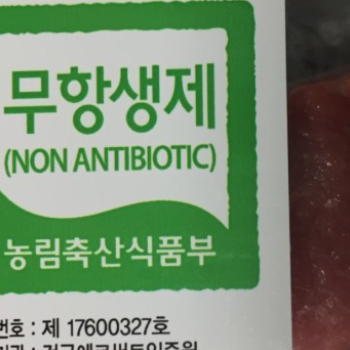 무항생제
(NON ANTIBIOTIC)
농림축산식품부
번호 : 제 17600327호